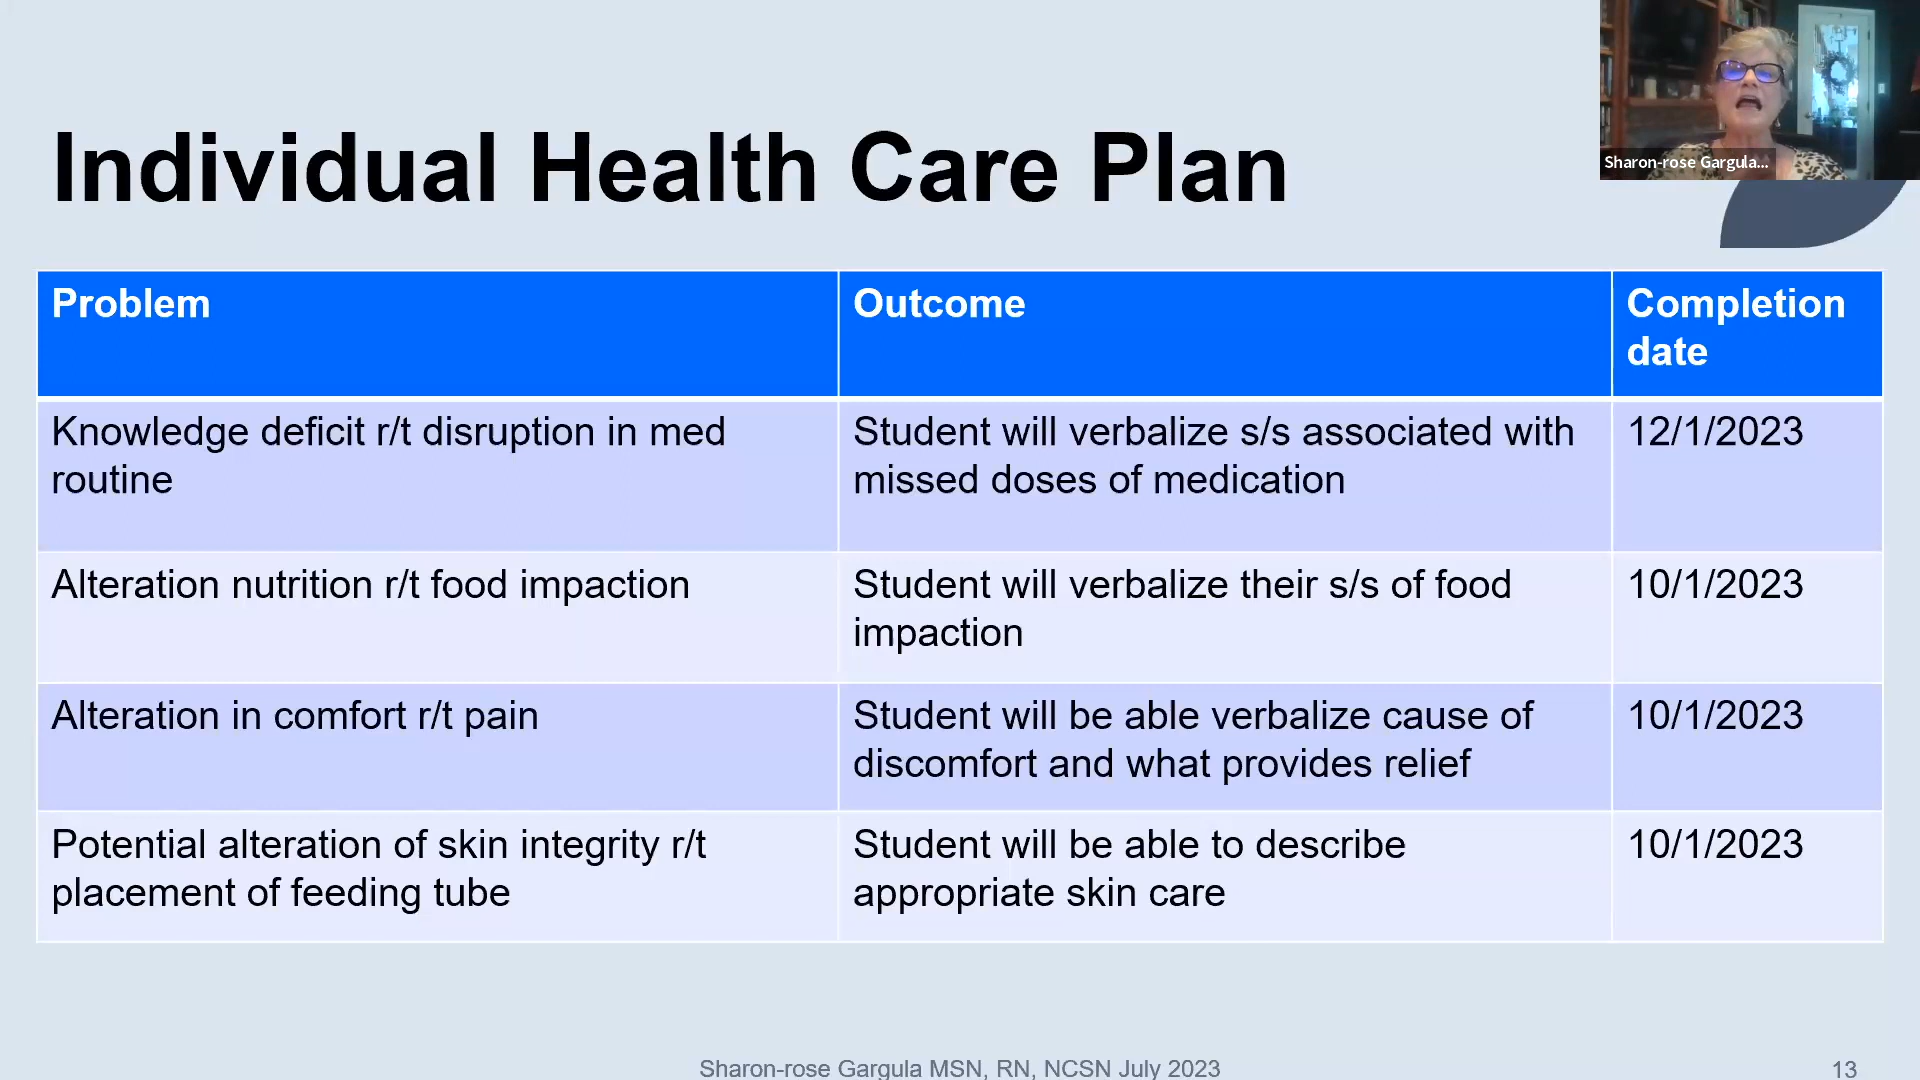 Individual Health Care Plan
Sharon-rose Gargula...
Problem
Outcome
Completion
date
Knowledge deficit r/t disruption in med
routine
Student will verbalize s/s associated with
missed doses of medication
12/1/2023
Alteration nutrition r/t food impaction
Student will verbalize their s/s of food
impaction
10/1/2023
Alteration in comfort r/t pain
Student will be able verbalize cause of
discomfort and what provides relief
10/1/2023
Potential alteration of skin integrity r/t
placement of feeding tube
Student will be able to describe
appropriate skin care
10/1/2023
Sharon-rose Gargula MSN, RN, NCSN July 2023
13